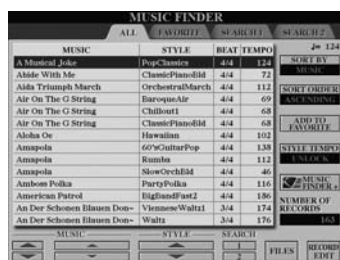 MUSIC FINDER
ALL FAVORITE SEARCH 1 SEARCH 2
MUSIC STYLE BEAT TEMPO
♩= 124
A Musical Joke PopClassics 4/4 124
SORT BY
MUSIC
Abide With Me ClassicPianoBld 4/4 72
Aida Triumph March OrchestralMarch 4/4 112
SORT ORDER
ASCENDING
Air On The G String BaroqueAir 4/4 69
Air On The G String Chillout1 4/4 68
Air On The G String ClassicPianoBld 4/4 68
ADD TO
FAVORITE
Aloha Oe Hawaiian 4/4 102
Amapola 60'sGuitarPop 4/4 138
STYLE TEMPO
UNLOCK
Amapola Rumba 4/4 112
Amapola SlowOrchBld 4/4 46
Amboss Polka PartyPolka 4/4 116
MUSIC
FINDER +
American Patrol BigBandFast2 4/4 186
NUMBER OF
RECORDS
163
An Der Schonen Blauen Don~ VienneseWaltz1 3/4 174
An Der Schonen Blauen Don~ Waltz 3/4 176
MUSIC STYLE SEARCH
1
2
FILES
RECORD
EDIT